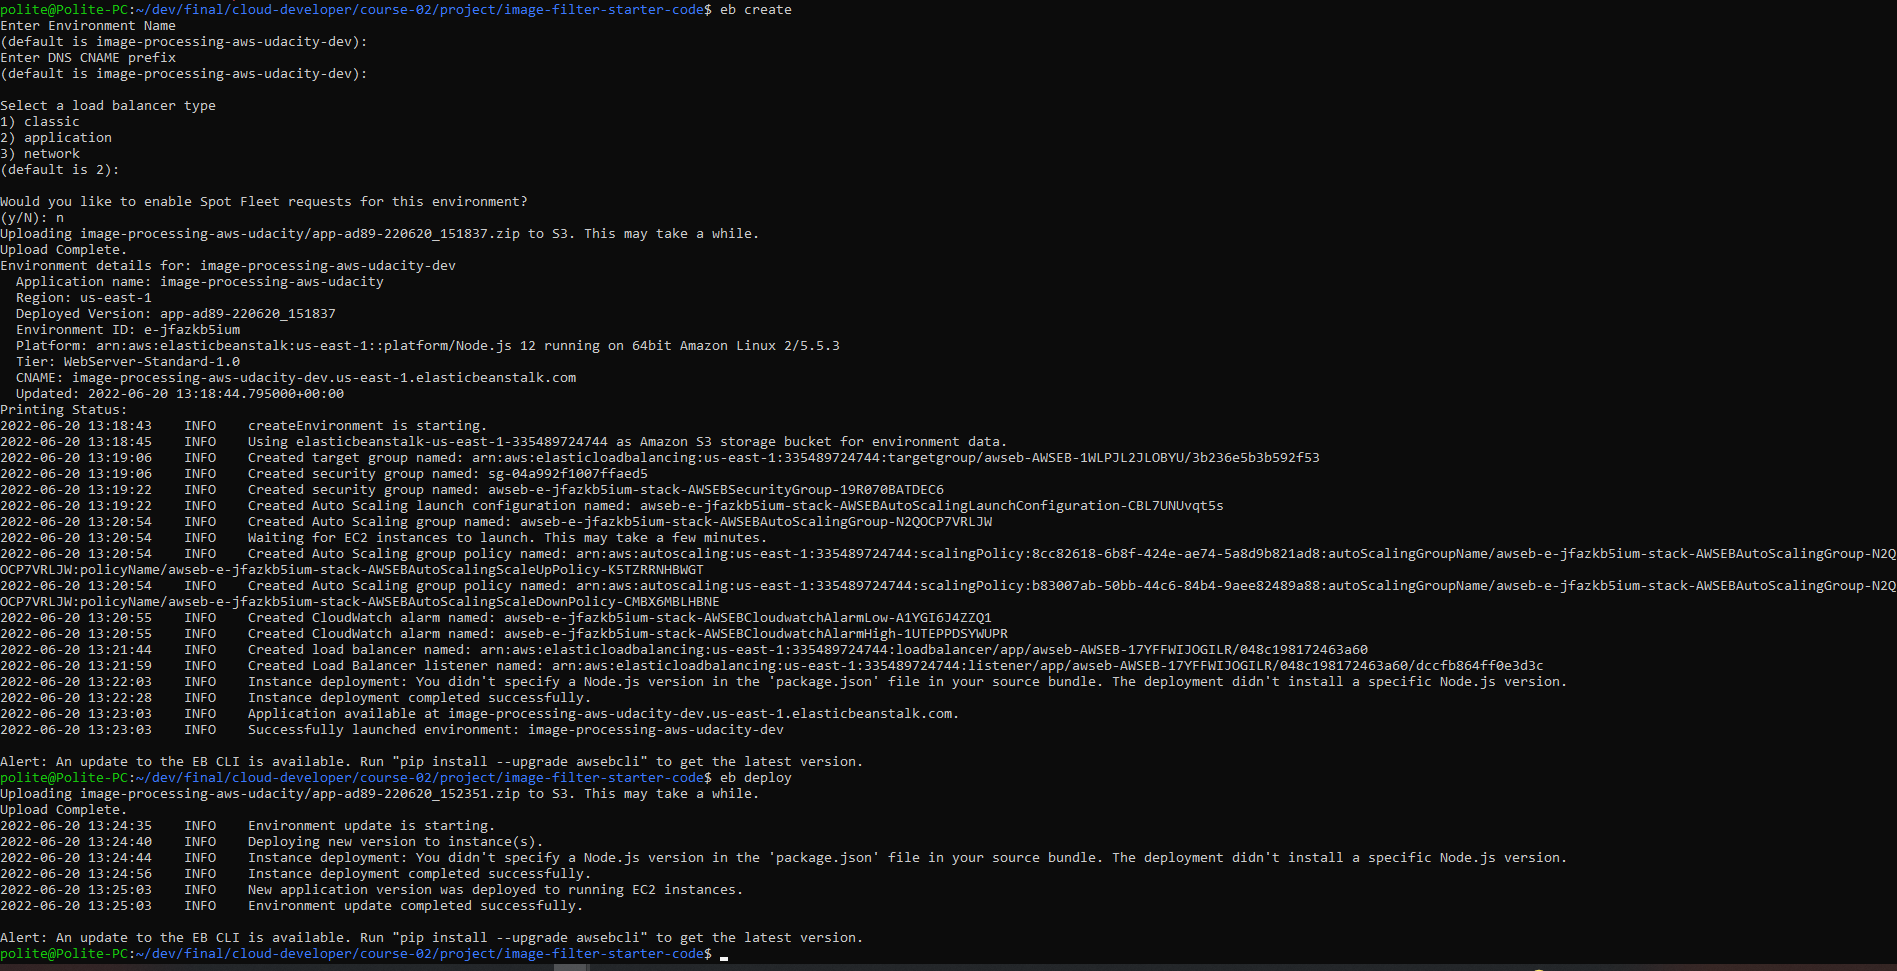 polite@Polite-PC:~/dev/final/cloud-developer/course-02/project/image-filter-starter-code$ eb create
Enter Environment Name
(default is image-processing-aws-udacity-dev):
Enter DNS CNAME prefix
(default is image-processing-aws-udacity-dev):
Select a load balancer type
1) classic
2) application
3) network
(default is 2):
Would you like to enable Spot Fleet requests for this environment?
(y/N): n
Uploading image-processing-aws-udacity/app-ad89-220620_151837.zip to S3. This may take a while.
Upload Complete.
Environment details for: image-processing-aws-udacity-dev
  Application name: image-processing-aws-udacity
  Region: us-east-1
  Deployed Version: app-ad89-220620_151837
  Environment ID: e-jfazkb5ium
  Platform: arn:aws:elasticbeanstalk:us-east-1::platform/Node.js 12 running on 64bit Amazon Linux 2/5.5.3
  Tier: WebServer-Standard-1.0
  CNAME: image-processing-aws-udacity-dev.us-east-1.elasticbeanstalk.com
  Updated: 2022-06-20 13:18:44.795000+00:00
Printing Status:
2022-06-20 13:18:43    INFO    createEnvironment is starting.
2022-06-20 13:18:45    INFO    Using elasticbeanstalk-us-east-1-335489724744 as Amazon S3 storage bucket for environment data.
2022-06-20 13:19:06    INFO    Created target group named: arn:aws:elasticloadbalancing:us-east-1:335489724744:targetgroup/awseb-AWSEB-1WLPJL2JLOBYU/3b236e5b3b592f53
2022-06-20 13:19:06    INFO    Created security group named: sg-04a992f1007ffaed5
2022-06-20 13:19:22    INFO    Created security group named: awseb-e-jfazkb5ium-stack-AWSEBSecurityGroup-19R070BATDEC6
2022-06-20 13:19:22    INFO    Created Auto Scaling launch configuration named: awseb-e-jfazkb5ium-stack-AWSEBAutoScalingLaunchConfiguration-CBL7UNUvqt5s
2022-06-20 13:20:54    INFO    Created Auto Scaling group named: awseb-e-jfazkb5ium-stack-AWSEBAutoScalingGroup-N2QOCP7VRLJW
2022-06-20 13:20:54    INFO    Waiting for EC2 instances to launch. This may take a few minutes.
2022-06-20 13:20:54    INFO    Created Auto Scaling group policy named: arn:aws:autoscaling:us-east-1:335489724744:scalingPolicy:8cc82618-6b8f-424e-ae74-5a8d9b821ad8:autoScalingGroupName/awseb-e-jfazkb5ium-stack-AWSEBAutoScalingGroup-N2Q
OCP7VRLJW:policyName/awseb-e-jfazkb5ium-stack-AWSEBAutoScalingScaleUpPolicy-K5TZRRNHBWGT
2022-06-20 13:20:54    INFO    Created Auto Scaling group policy named: arn:aws:autoscaling:us-east-1:335489724744:scalingPolicy:b83007ab-50bb-44c6-84b4-9aee82489a88:autoScalingGroupName/awseb-e-jfazkb5ium-stack-AWSEBAutoScalingGroup-N2Q
OCP7VRLJW:policyName/awseb-e-jfazkb5ium-stack-AWSEBAutoScalingScaleDownPolicy-CMBX6MBLHBNE
2022-06-20 13:20:55    INFO    Created CloudWatch alarm named: awseb-e-jfazkb5ium-stack-AWSEBCloudwatchAlarmLow-A1YGI6J4ZZQ1
2022-06-20 13:20:55    INFO    Created CloudWatch alarm named: awseb-e-jfazkb5ium-stack-AWSEBCloudwatchAlarmHigh-1UTEPPDSYWUPR
2022-06-20 13:21:44    INFO    Created load balancer named: arn:aws:elasticloadbalancing:us-east-1:335489724744:loadbalancer/app/awseb-AWSEB-17YFFWIJOGILR/048c198172463a60
2022-06-20 13:21:59    INFO    Created Load Balancer listener named: arn:aws:elasticloadbalancing:us-east-1:335489724744:listener/app/awseb-AWSEB-17YFFWIJOGILR/048c198172463a60/dccfb864ff0e3d3c
2022-06-20 13:22:03    INFO    Instance deployment: You didn't specify a Node.js version in the 'package.json' file in your source bundle. The deployment didn't install a specific Node.js version.
2022-06-20 13:22:28    INFO    Instance deployment completed successfully.
2022-06-20 13:23:03    INFO    Application available at image-processing-aws-udacity-dev.us-east-1.elasticbeanstalk.com.
2022-06-20 13:23:03    INFO    Successfully launched environment: image-processing-aws-udacity-dev
Alert: An update to the EB CLI is available. Run "pip install --upgrade awsebcli" to get the latest version.
polite@Polite-PC:~/dev/final/cloud-developer/course-02/project/image-filter-starter-code$ eb deploy
Uploading image-processing-aws-udacity/app-ad89-220620_152351.zip to S3. This may take a while.
Upload Complete.
2022-06-20 13:24:35    INFO    Environment update is starting.
2022-06-20 13:24:40    INFO    Deploying new version to instance(s).
2022-06-20 13:24:44    INFO    Instance deployment: You didn't specify a Node.js version in the 'package.json' file in your source bundle. The deployment didn't install a specific Node.js version.
2022-06-20 13:24:56    INFO    Instance deployment completed successfully.
2022-06-20 13:25:03    INFO    New application version was deployed to running EC2 instances.
2022-06-20 13:25:03    INFO    Environment update completed successfully.
Alert: An update to the EB CLI is available. Run "pip install --upgrade awsebcli" to get the latest version.
polite@Polite-PC:~/dev/final/cloud-developer/course-02/project/image-filter-starter-code$